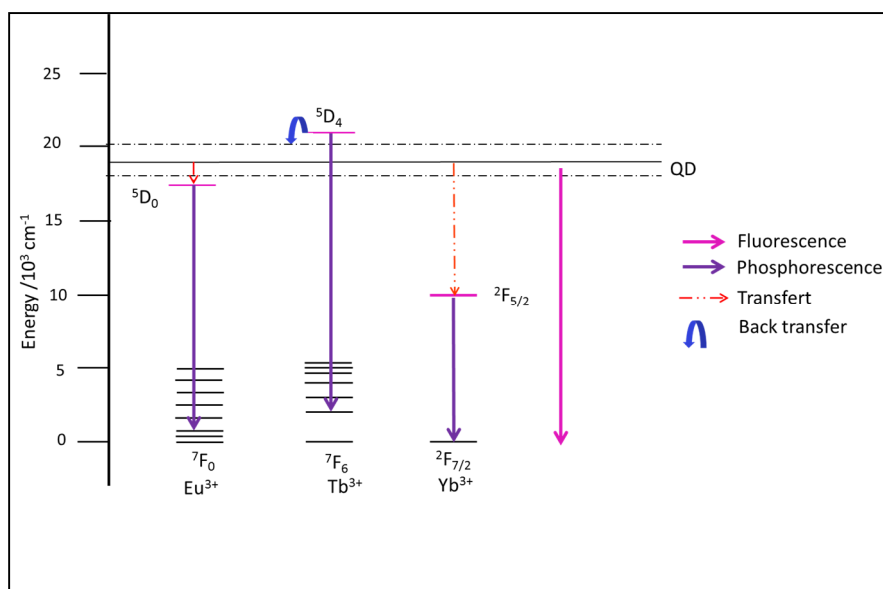 25
20
15
10
5
0
Energy /10³ cm⁻¹
⁵D₄
⁵D₀
QD
²F₅/₂
⁷F₀
Eu³⁺
⁷F₆
Tb³⁺
²F₇/₂
Yb³⁺
Fluorescence
Phosphorescence
Transfert
Back transfer